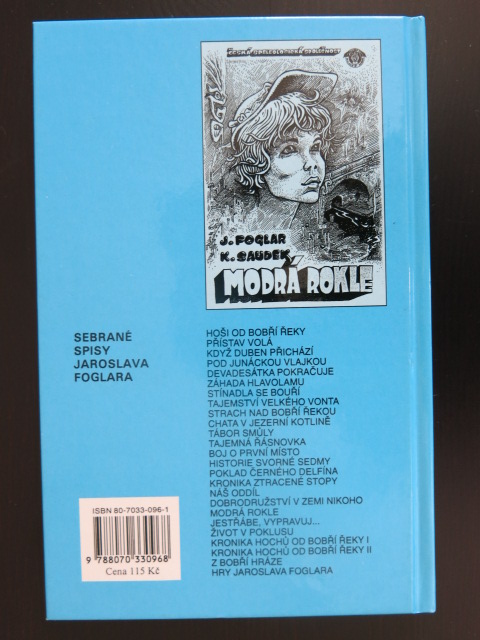 ČESKÁ SPELEOLOGICKÁ SPOLEČNOST
J. FOGLAR
K. SAUDEK
MODRÁ ROKLE
SEBRANÉ
SPISY
JAROSLAVA
FOGLARA
HOŠI OD BOBŘÍ ŘEKY
PŘÍSTAV VOLÁ
KDYŽ DUBEN PŘICHÁZÍ
POD JUNÁCKOU VLAJKOU
DEVADESÁTKA POKRAČUJE
ZÁHADA HLAVOLAMU
STÍNADLA SE BOUŘÍ
TAJEMSTVÍ VELKÉHO VONTA
STRACH NAD BOBŘÍ ŘEKOU
CHATA V JEZERNÍ KOTLINĚ
TÁBOR SMŮLY
TAJEMNÁ ŘÁSNOVKA
BOJ O PRVNÍ MÍSTO
HISTORIE SVORNÉ SEDMY
POKLAD ČERNÉHO DELFÍNA
KRONIKA ZTRACENÉ STOPY
NÁŠ ODDÍL
DOBRODRUŽSTVÍ V ZEMI NIKOHO
MODRÁ ROKLE
JESTŘÁBE, VYPRAVUJ...
ŽIVOT V POKLUSU
KRONIKA HOCHŮ OD BOBŘÍ ŘEKY I
KRONIKA HOCHŮ OD BOBŘÍ ŘEKY II
Z BOBŘÍ HRÁZE
HRY JAROSLAVA FOGLARA
ISBN 80-7033-096-1
9 788070 330968
Cena 115 Kč